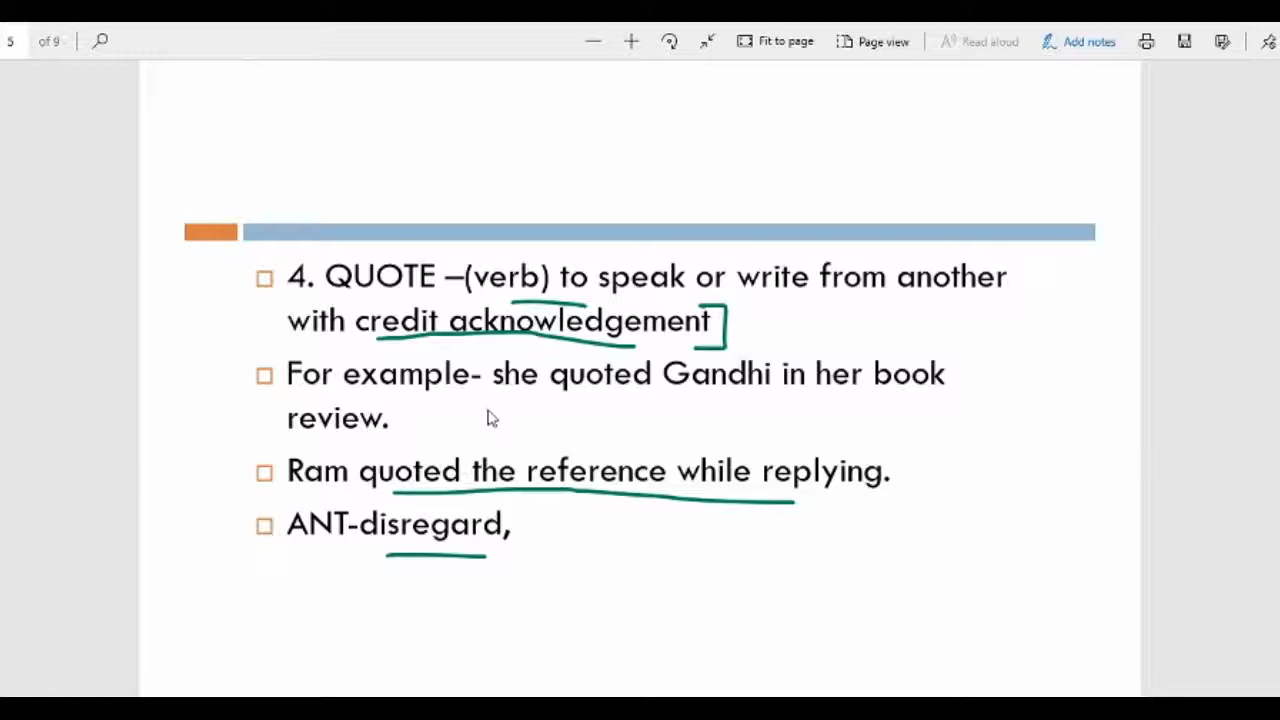 5 of 9 Fit to page Page view Read aloud Add notes
4. QUOTE –(verb) to speak or write from another
with credit acknowledgement
For example- she quoted Gandhi in her book
review.
Ram quoted the reference while replying.
ANT-disregard,